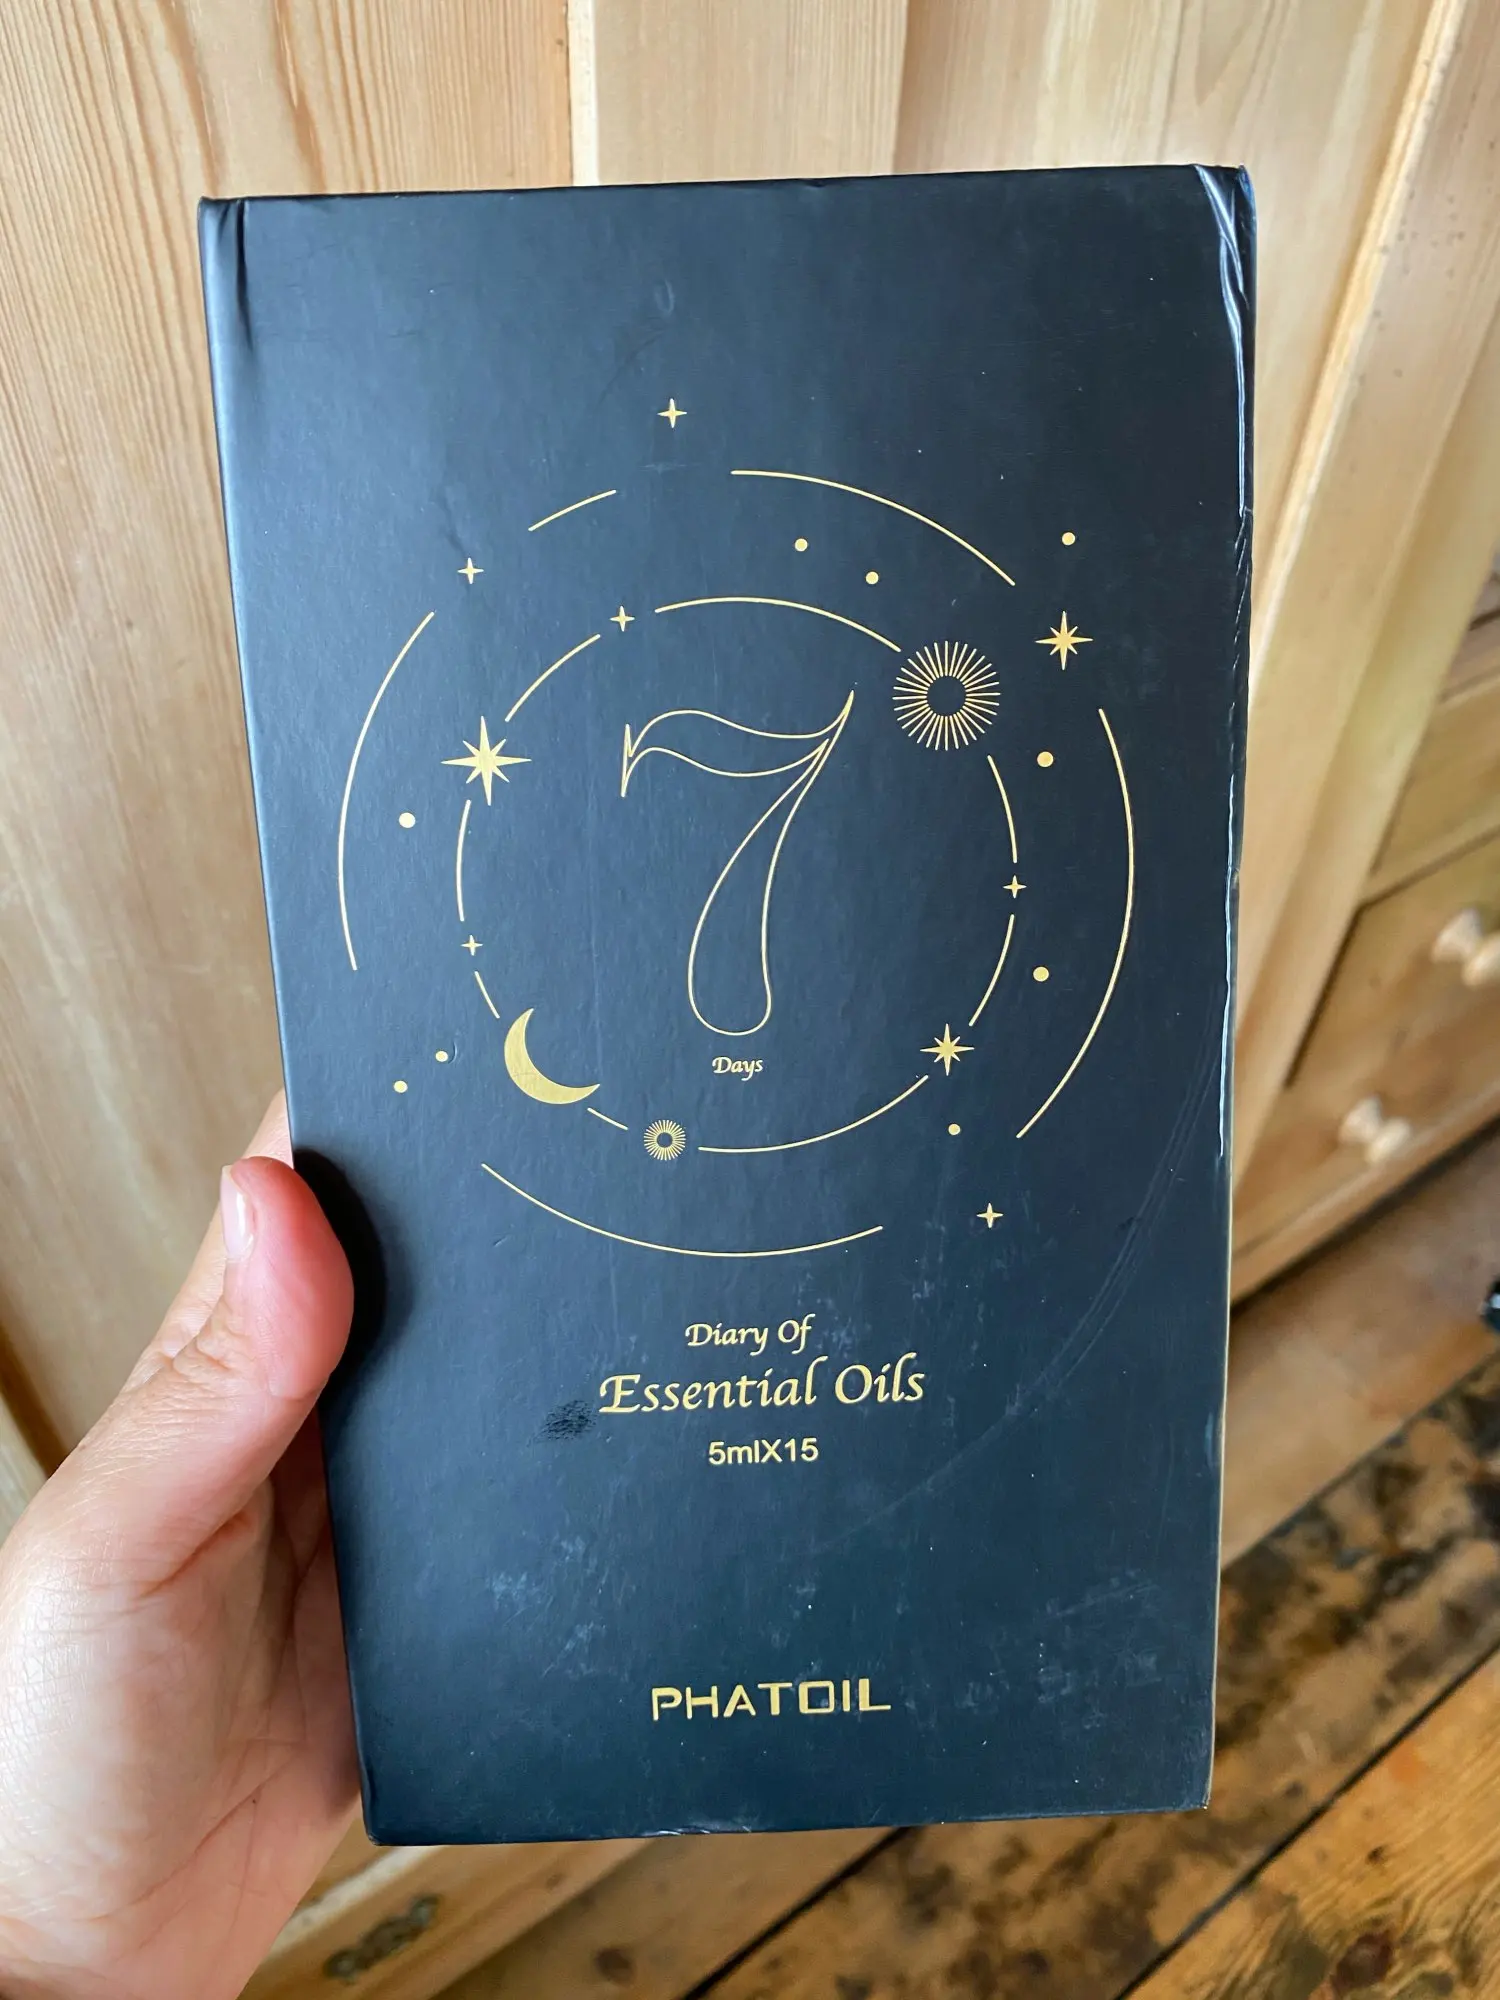 7
Days
Diary Of
Essential Oils
5mlX15
PHATOIL